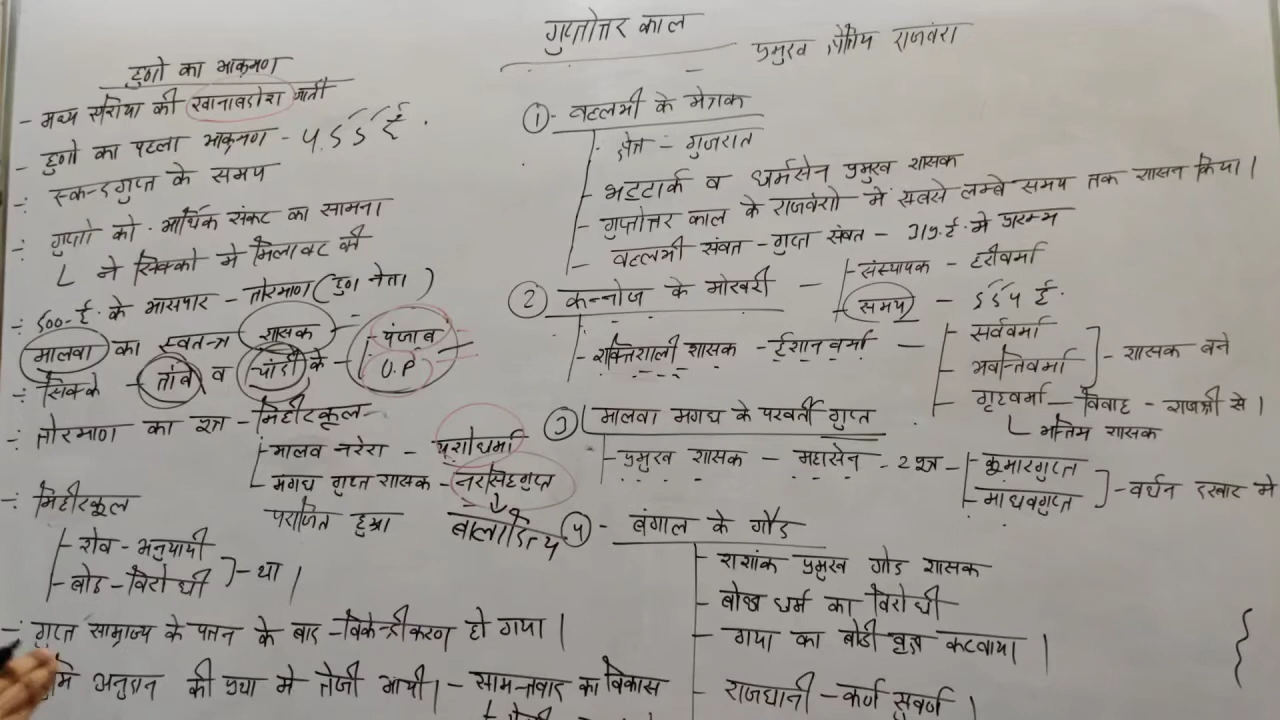 गुप्तोत्तर काल
प्रमुख क्षेत्रिय राजवंश
हुणो का आक्रमण
- मध्य एशिया की खानाबदोश जाती
- हुणो का पहला आक्रमण - 455 ई.
÷ स्कन्दगुप्त के समय
÷ गुप्तो को आर्थिक संकट का सामना
L ने सिक्को मे मिलावट की
÷ 500 ई. के आसपास - तोरमाण (हुण नेता)
मालवा का स्वतन्त्र शासक
÷ सिक्के - तांबे व चांदी के - पंजाब
U.P
÷ तोरमाण का पुत्र - मिहीरकूल
- मालव नरेश - यशोधर्मा
- मगध गुप्त शासक - नरसिंहगुप्त
पराजित हुआ
बालादित्य
÷ मिहीरकूल
- शैव - अनुयायी
- बोद्ध - विरोधी - था।
÷ गुप्त साम्राज्य के पतन के बाद - विकेन्द्रीकरण हो गया।
अनुदान की प्रथा मे तेजी आयी। - सामन्तवाद का विकास
① - वल्लभी के मेत्रक
क्षेत्र - गुजरात
- भट्टार्क व धर्मसेन प्रमुख शासक
- गुप्तोत्तर काल के राजवंशो मे सबसे लम्बे समय तक शासन किया।
- वल्लभी संवत - गुप्त संवत - 319 ई. मे प्रारम्भ
② कन्नोज के मोखरी - संस्थापक - हरीवर्मा
समय - 554 ई.
- शक्तिशाली शासक - ईशानवर्मा - सर्ववर्मा
अवन्तिवर्मा - शासक बने
गृहवर्मा - विवाह - राजश्री से।
L अन्तिम शासक
③ मालवा मगध के परवर्ती गुप्त
- प्रमुख शासक - महासेन - 2 पुत्र - कुमारगुप्त
- माधवगुप्त - वर्धन दरबार मे
④ - बंगाल के गौड
- शशांक प्रमुख गोड शासक
- बोद्ध धर्म का विरोधी
- गया का बोधी वृक्ष कटवाया।
- राजधानी - कर्ण सूवर्ण।